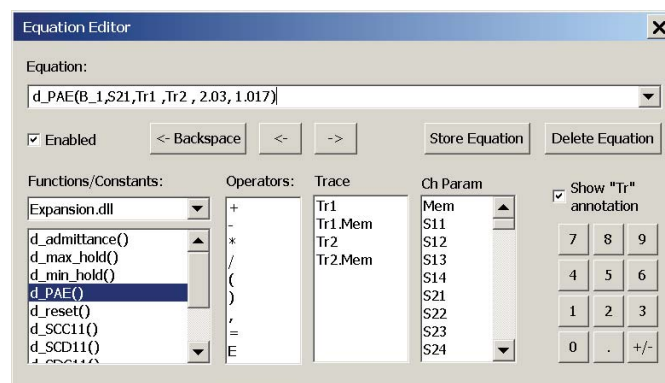 Equation Editor
Equation:
d_PAE(B_1,S21,Tr1 ,Tr2 , 2.03, 1.017)
Enabled
<- Backspace
<-
->
Store Equation
Delete Equation
Functions/Constants:
Operators:
Trace
Ch Param
Show "Tr"
annotation
Expansion.dll
d_admittance()
d_max_hold()
d_min_hold()
d_PAE()
d_reset()
d_SCC11()
d_SCD11()
+
-
*
/
(
)
,
=
E
Tr1
Tr1.Mem
Tr2
Tr2.Mem
Mem
S11
S12
S13
S14
S21
S22
S23
S24
7 8 9
4 5 6
1 2 3
0 . +/-